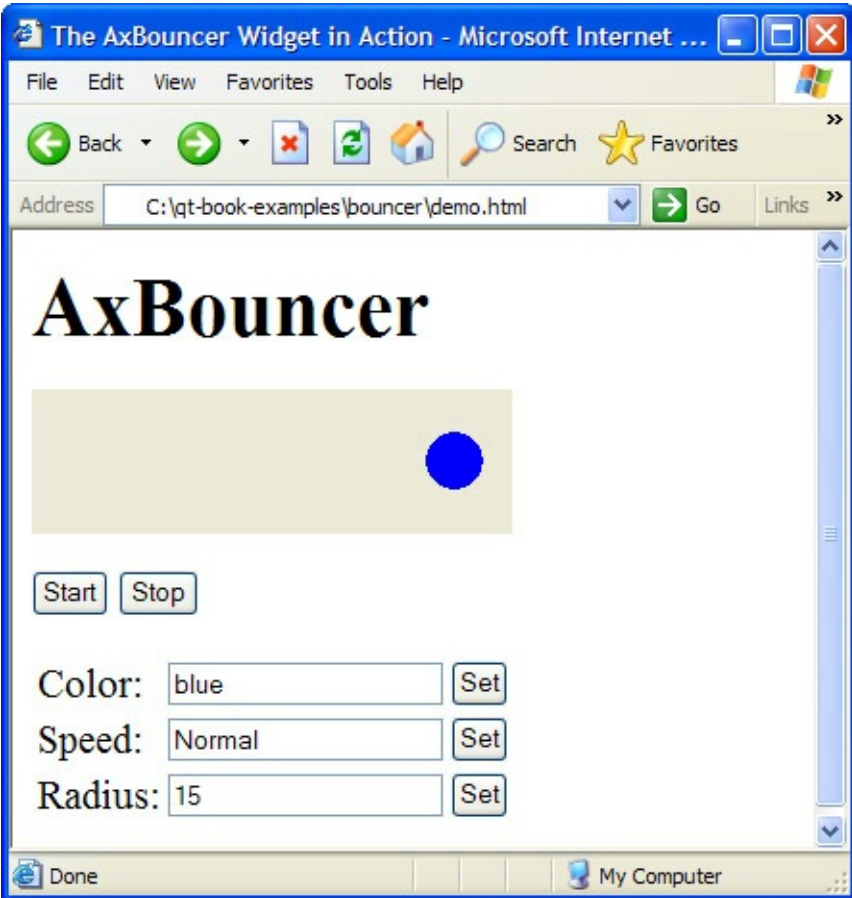 The AxBouncer Widget in Action - Microsoft Internet ...
File Edit View Favorites Tools Help
Back Search Favorites »
Address C:\qt-book-examples\bouncer\demo.html Go Links »
AxBouncer
Start Stop
Color: blue Set
Speed: Normal Set
Radius: 15 Set
Done My Computer